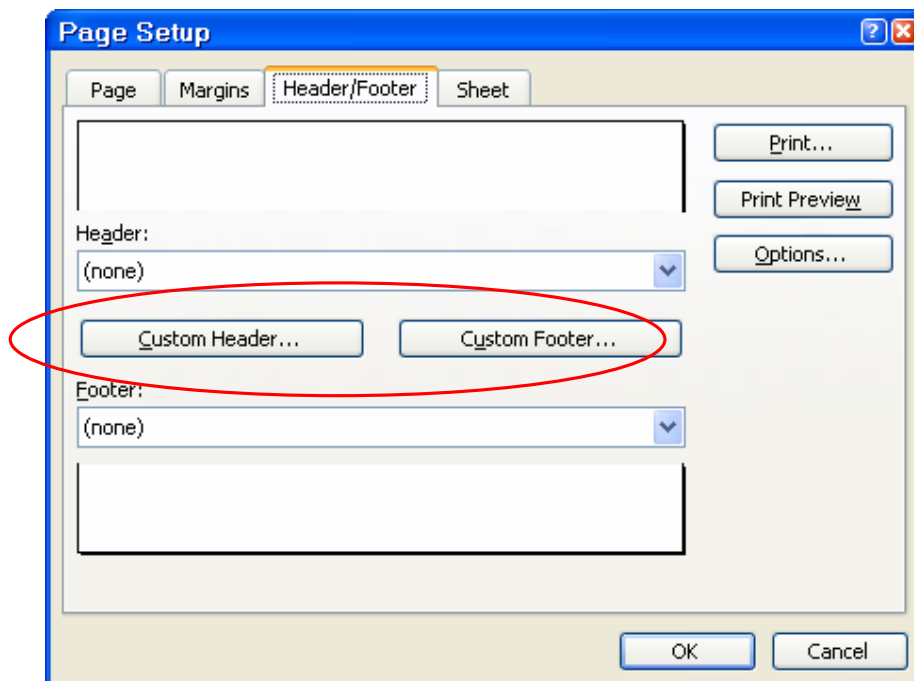 Page Setup
Page Margins Header/Footer Sheet
Print...
Print Preview
Header:
Options...
(none)
Custom Header... Custom Footer...
Footer:
(none)
OK Cancel